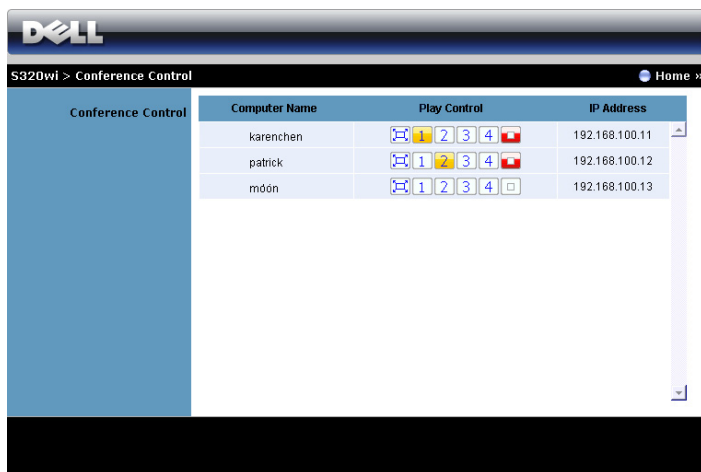 DELL
S320wi > Conference Control
Home »
Conference Control
Computer Name Play Control IP Address
karenchen 1 2 3 4 192.168.100.11
patrick 1 2 3 4 192.168.100.12
móón 1 2 3 4 192.168.100.13